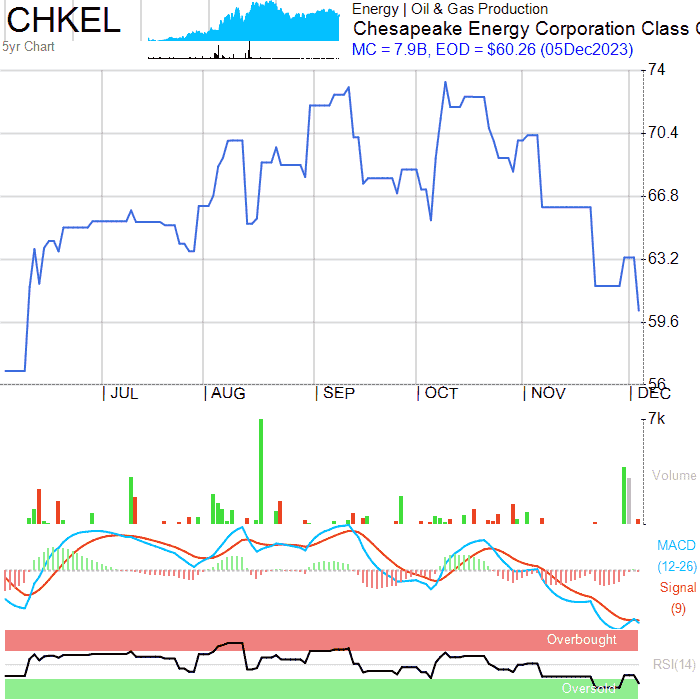 CHKEL
5yr Chart
Energy | Oil & Gas Production
Chesapeake Energy Corporation Class
MC = 7.9B, EOD = $60.26 (05Dec2023)
74
70.4
66.8
63.2
59.6
56
JUL
AUG
SEP
OCT
NOV
DEC
7k
Volume
MACD
(12-26)
Signal
(9)
Overbought
RSI(14)
Oversold